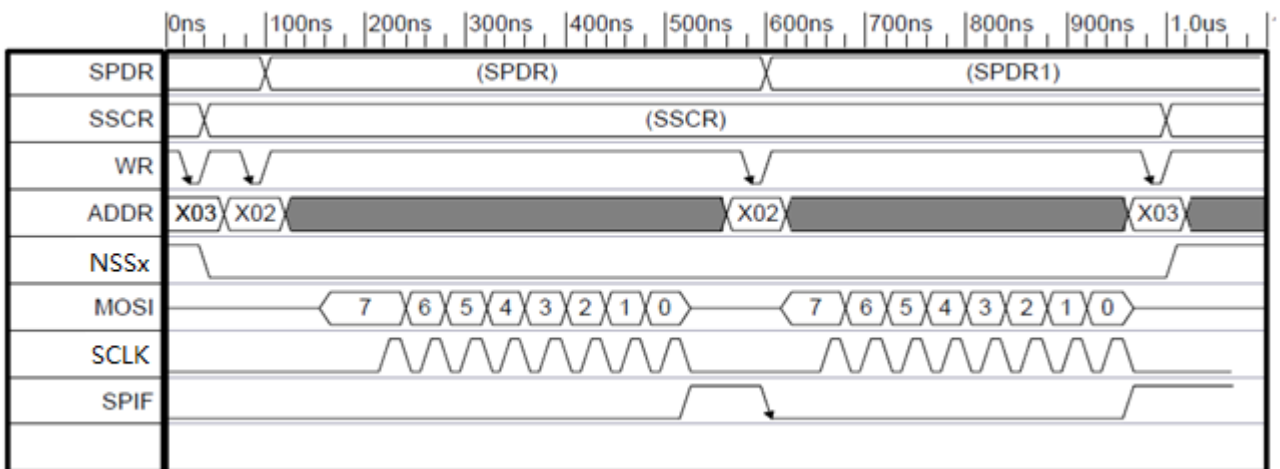 0ns 100ns 200ns 300ns 400ns 500ns 600ns 700ns 800ns 900ns 1.0us
SPDR (SPDR) (SPDR1)
SSCR (SSCR)
WR
ADDR X03 X02 X02 X03
NSSx
MOSI 7 6 5 4 3 2 1 0 7 6 5 4 3 2 1 0
SCLK
SPIF